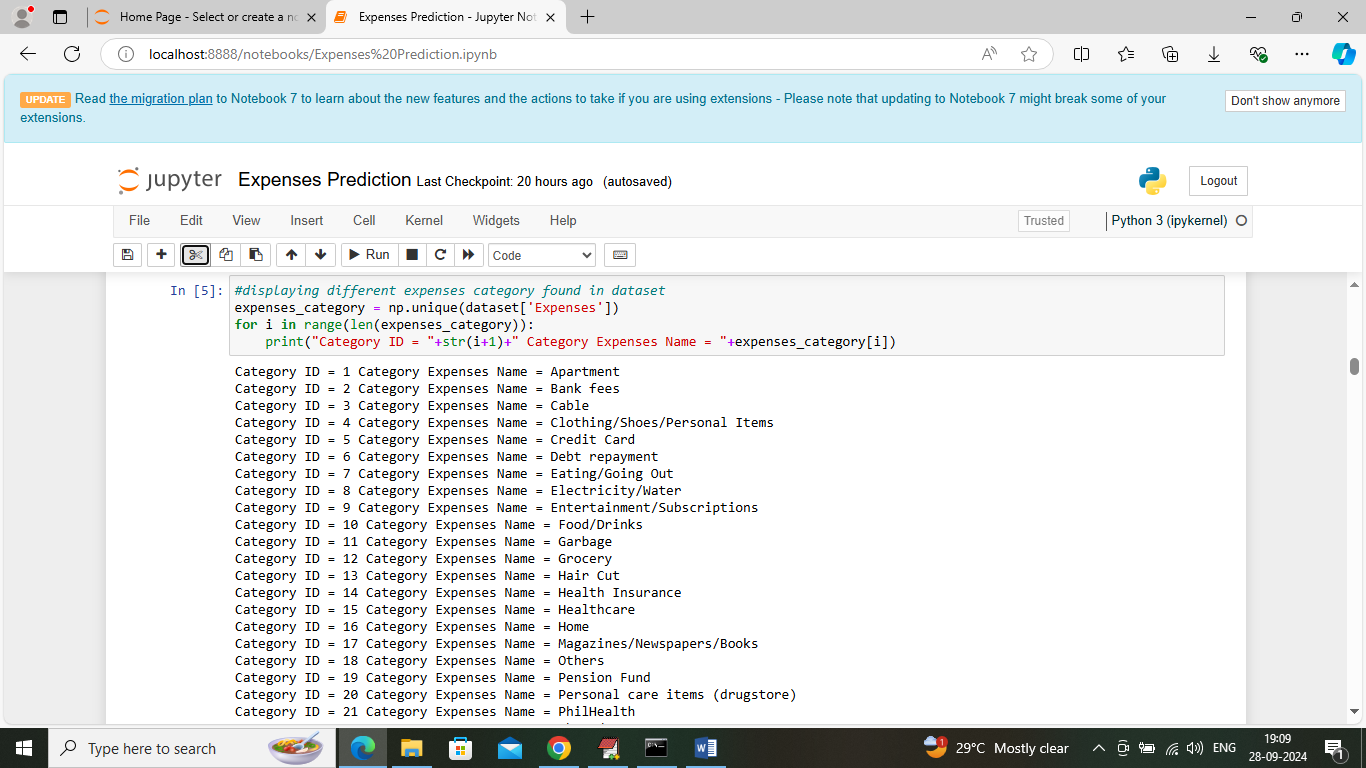 Home Page - Select or create a no
Expenses Prediction - Jupyter Not
localhost:8888/notebooks/Expenses%20Prediction.ipynb
UPDATE Read the migration plan to Notebook 7 to learn about the new features and the actions to take if you are using extensions - Please note that updating to Notebook 7 might break some of your
extensions.
Don't show anymore
jupyter Expenses Prediction Last Checkpoint: 20 hours ago (autosaved)
Logout
File Edit View Insert Cell Kernel Widgets Help
Trusted
Python 3 (ipykernel)
Run
Code
In [5]: #displaying different expenses category found in dataset
expenses_category = np.unique(dataset['Expenses'])
for i in range(len(expenses_category)):
    print("Category ID = "+str(i+1)+" Category Expenses Name = "+expenses_category[i])
Category ID = 1 Category Expenses Name = Apartment
Category ID = 2 Category Expenses Name = Bank fees
Category ID = 3 Category Expenses Name = Cable
Category ID = 4 Category Expenses Name = Clothing/Shoes/Personal Items
Category ID = 5 Category Expenses Name = Credit Card
Category ID = 6 Category Expenses Name = Debt repayment
Category ID = 7 Category Expenses Name = Eating/Going Out
Category ID = 8 Category Expenses Name = Electricity/Water
Category ID = 9 Category Expenses Name = Entertainment/Subscriptions
Category ID = 10 Category Expenses Name = Food/Drinks
Category ID = 11 Category Expenses Name = Garbage
Category ID = 12 Category Expenses Name = Grocery
Category ID = 13 Category Expenses Name = Hair Cut
Category ID = 14 Category Expenses Name = Health Insurance
Category ID = 15 Category Expenses Name = Healthcare
Category ID = 16 Category Expenses Name = Home
Category ID = 17 Category Expenses Name = Magazines/Newspapers/Books
Category ID = 18 Category Expenses Name = Others
Category ID = 19 Category Expenses Name = Pension Fund
Category ID = 20 Category Expenses Name = Personal care items (drugstore)
Category ID = 21 Category Expenses Name = PhilHealth
Type here to search
1
29°C Mostly clear
ENG
19:09
28-09-2024
1